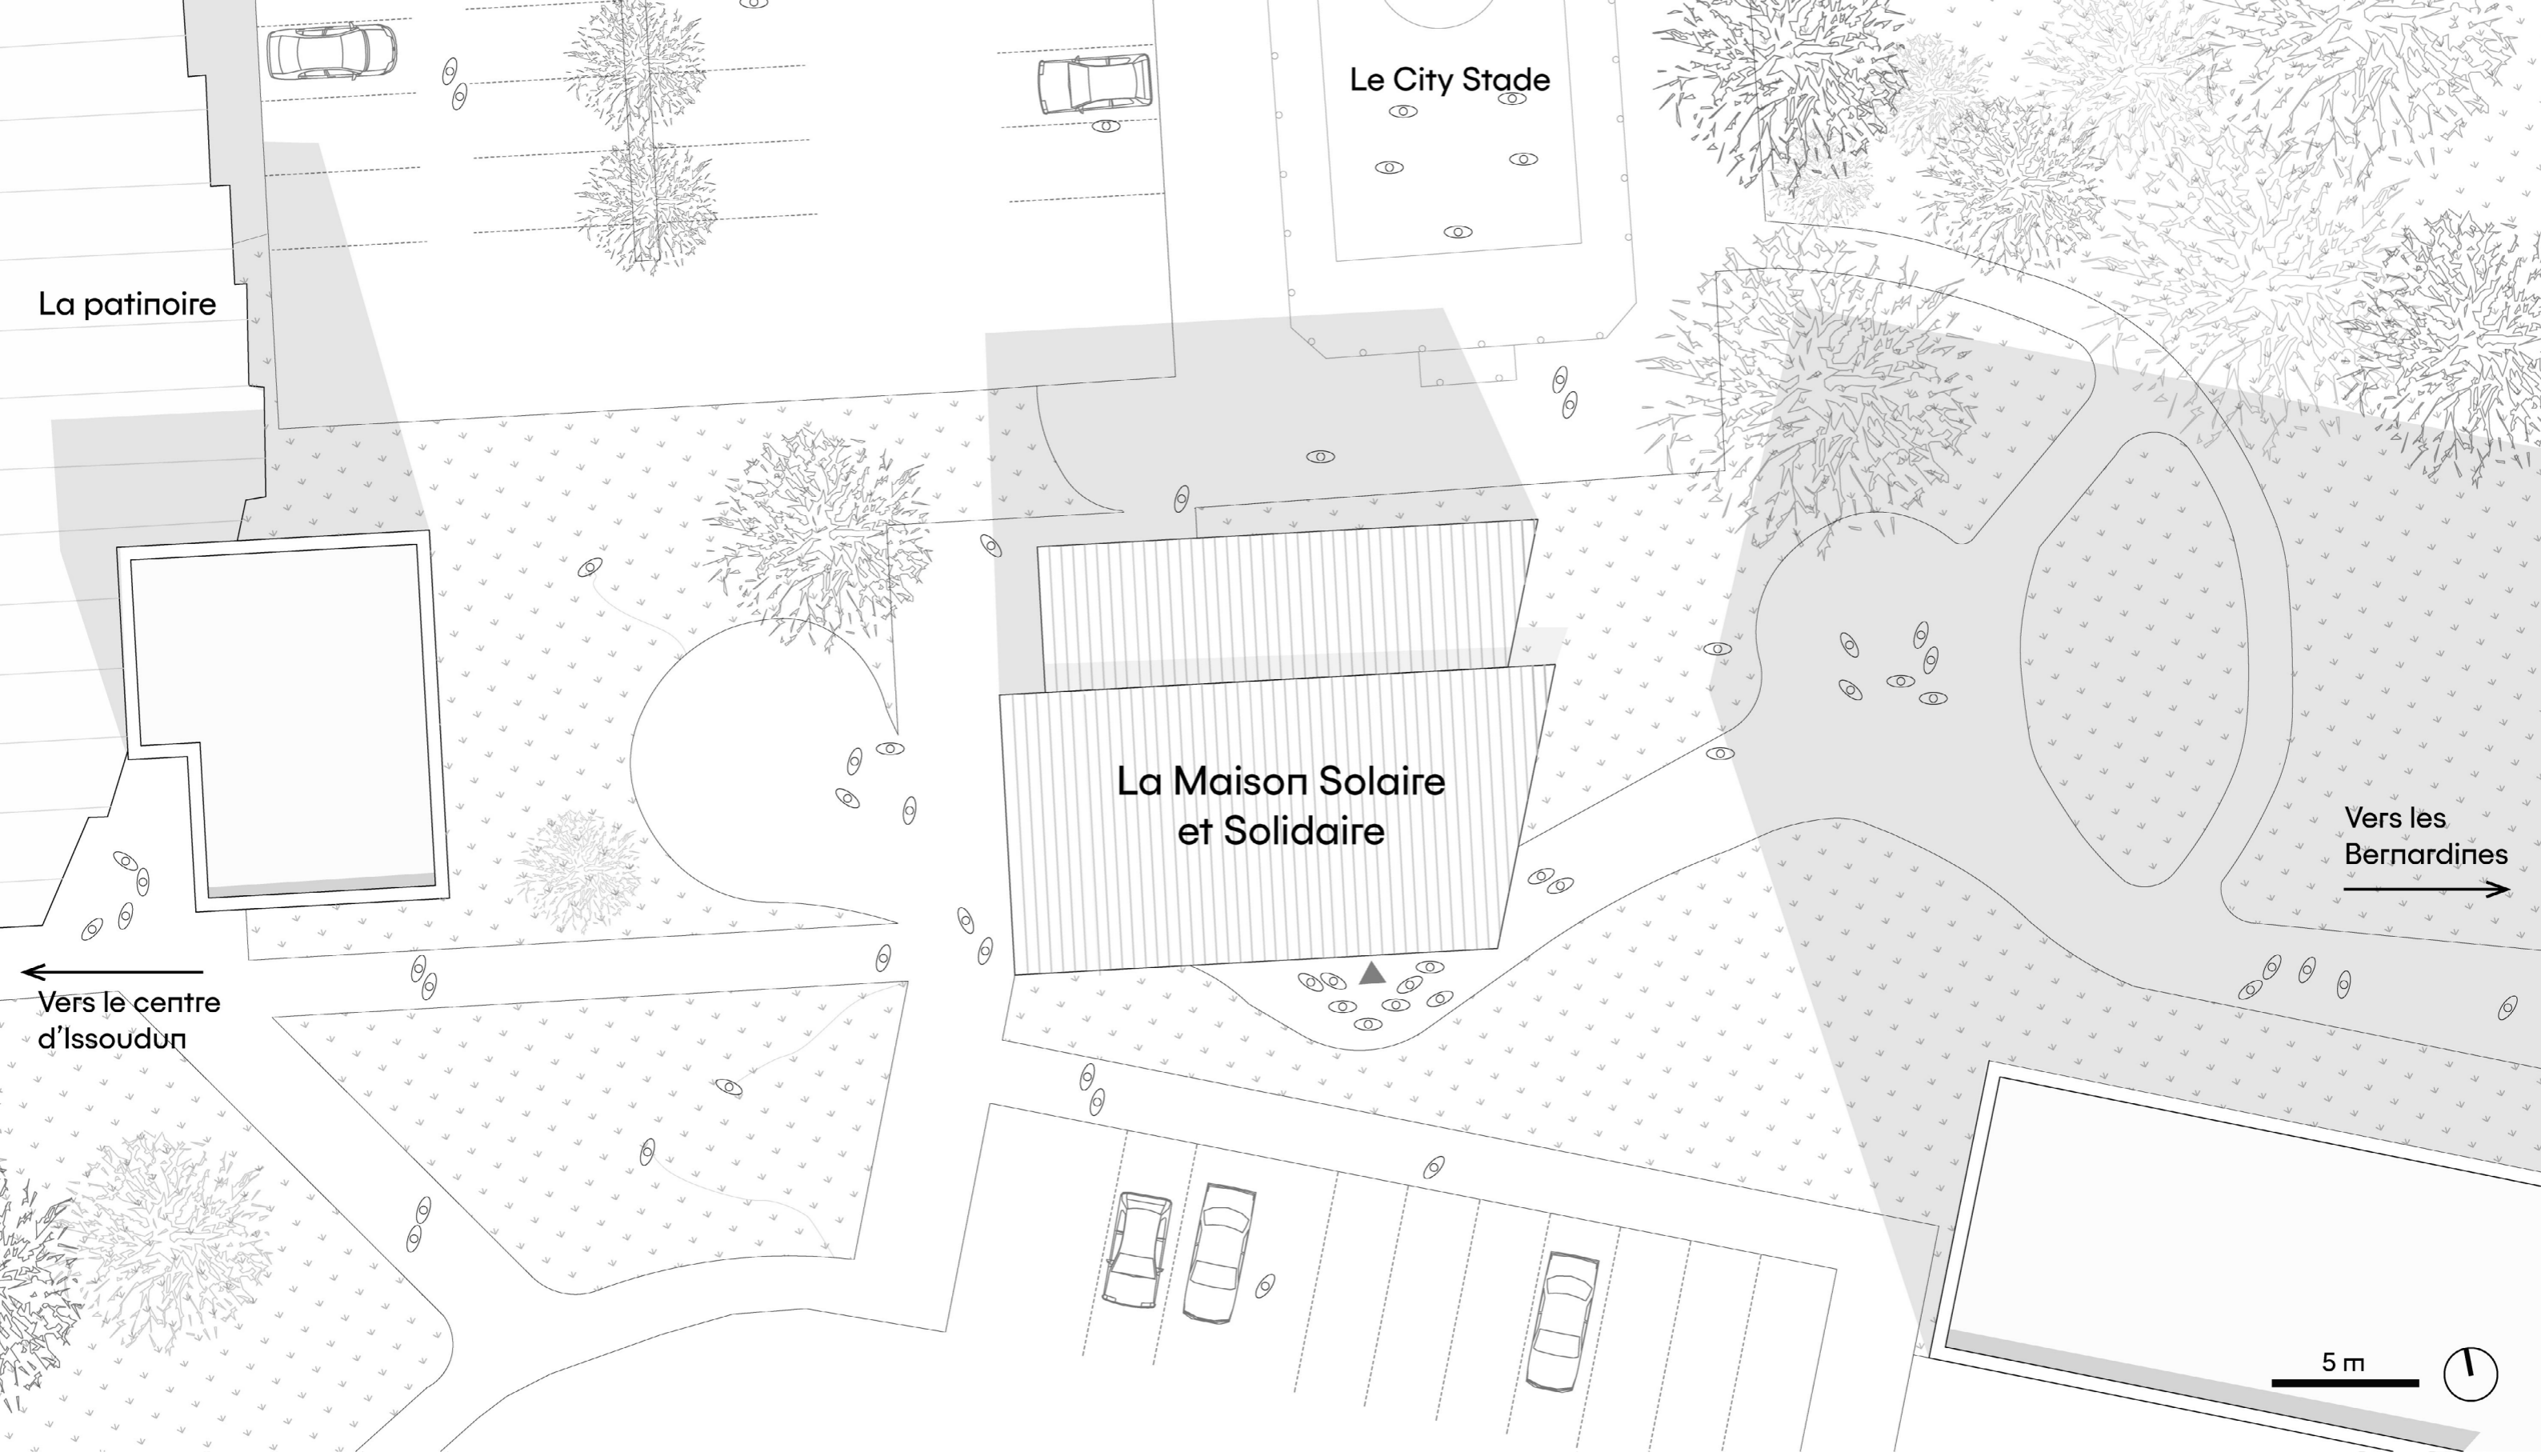 Le City Stade
La patinoire
La Maison Solaire
et Solidaire
Vers les
Bernardines
Vers le centre
d'Issoudun
5 m